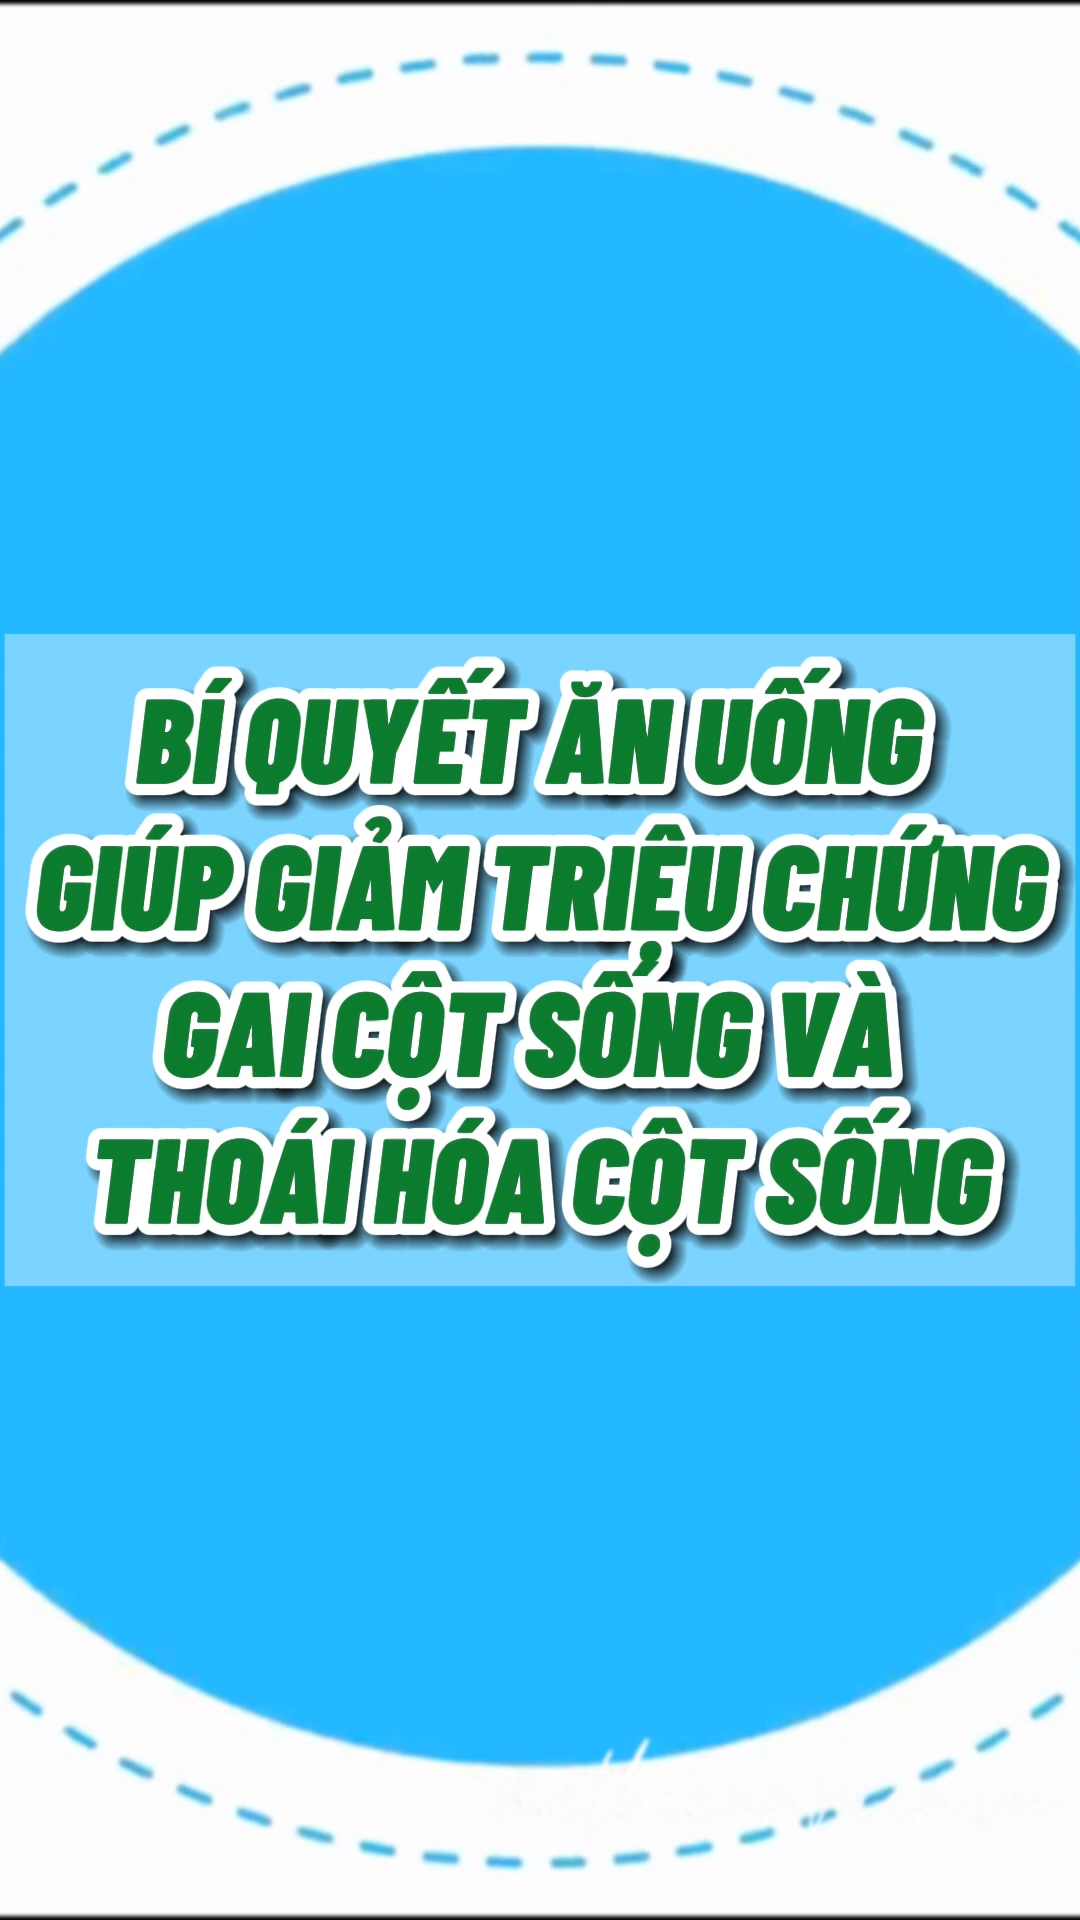 BÍ QUYẾT ĂN UỐNG
GIÚP GIẢM TRIỆU CHỨNG
GAI CỘT SỐNG VÀ
THOÁI HÓA CỘT SỐNG